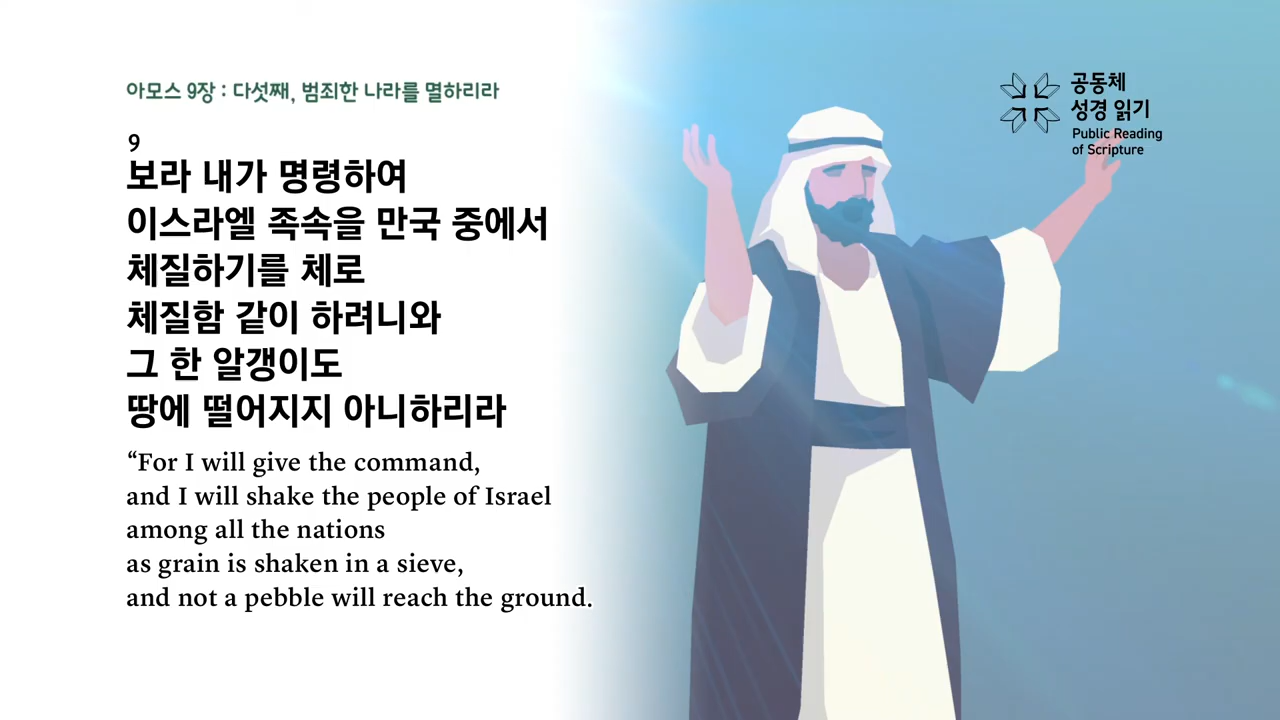 아모스 9장 : 다섯째, 범죄한 나라를 멸하리라
9
보라 내가 명령하여
이스라엘 족속을 만국 중에서
체질하기를 체로
체질함 같이 하려니와
그 한 알갱이도
땅에 떨어지지 아니하리라
“For I will give the command,
and I will shake the people of Israel
among all the nations
as grain is shaken in a sieve,
and not a pebble will reach the ground.
공동체
성경 읽기
Public Reading
of Scripture